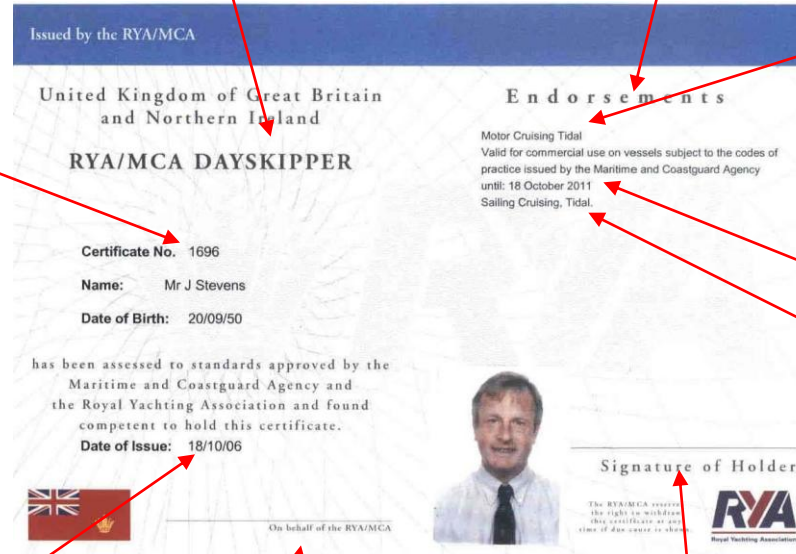 Issued by the RYA/MCA
United Kingdom of Great Britain
and Northern Ireland
RYA/MCA DAYSKIPPER
Certificate No. 1696
Name: Mr J Stevens
Date of Birth: 20/09/50
has been assessed to standards approved by the
Maritime and Coastguard Agency and
the Royal Yachting Association and found
competent to hold this certificate.
Date of Issue: 18/10/06
On behalf of the RYA/MCA
Endorsements
Motor Cruising Tidal
Valid for commercial use on vessels subject to the codes of
practice issued by the Maritime and Coastguard Agency
until: 18 October 2011
Sailing Cruising, Tidal.
Signature of Holder
The RYA/MCA reserve
the right to withdraw
this certificate at any
time if due cause is shown.
RYA
Royal Yachting Association
RYA